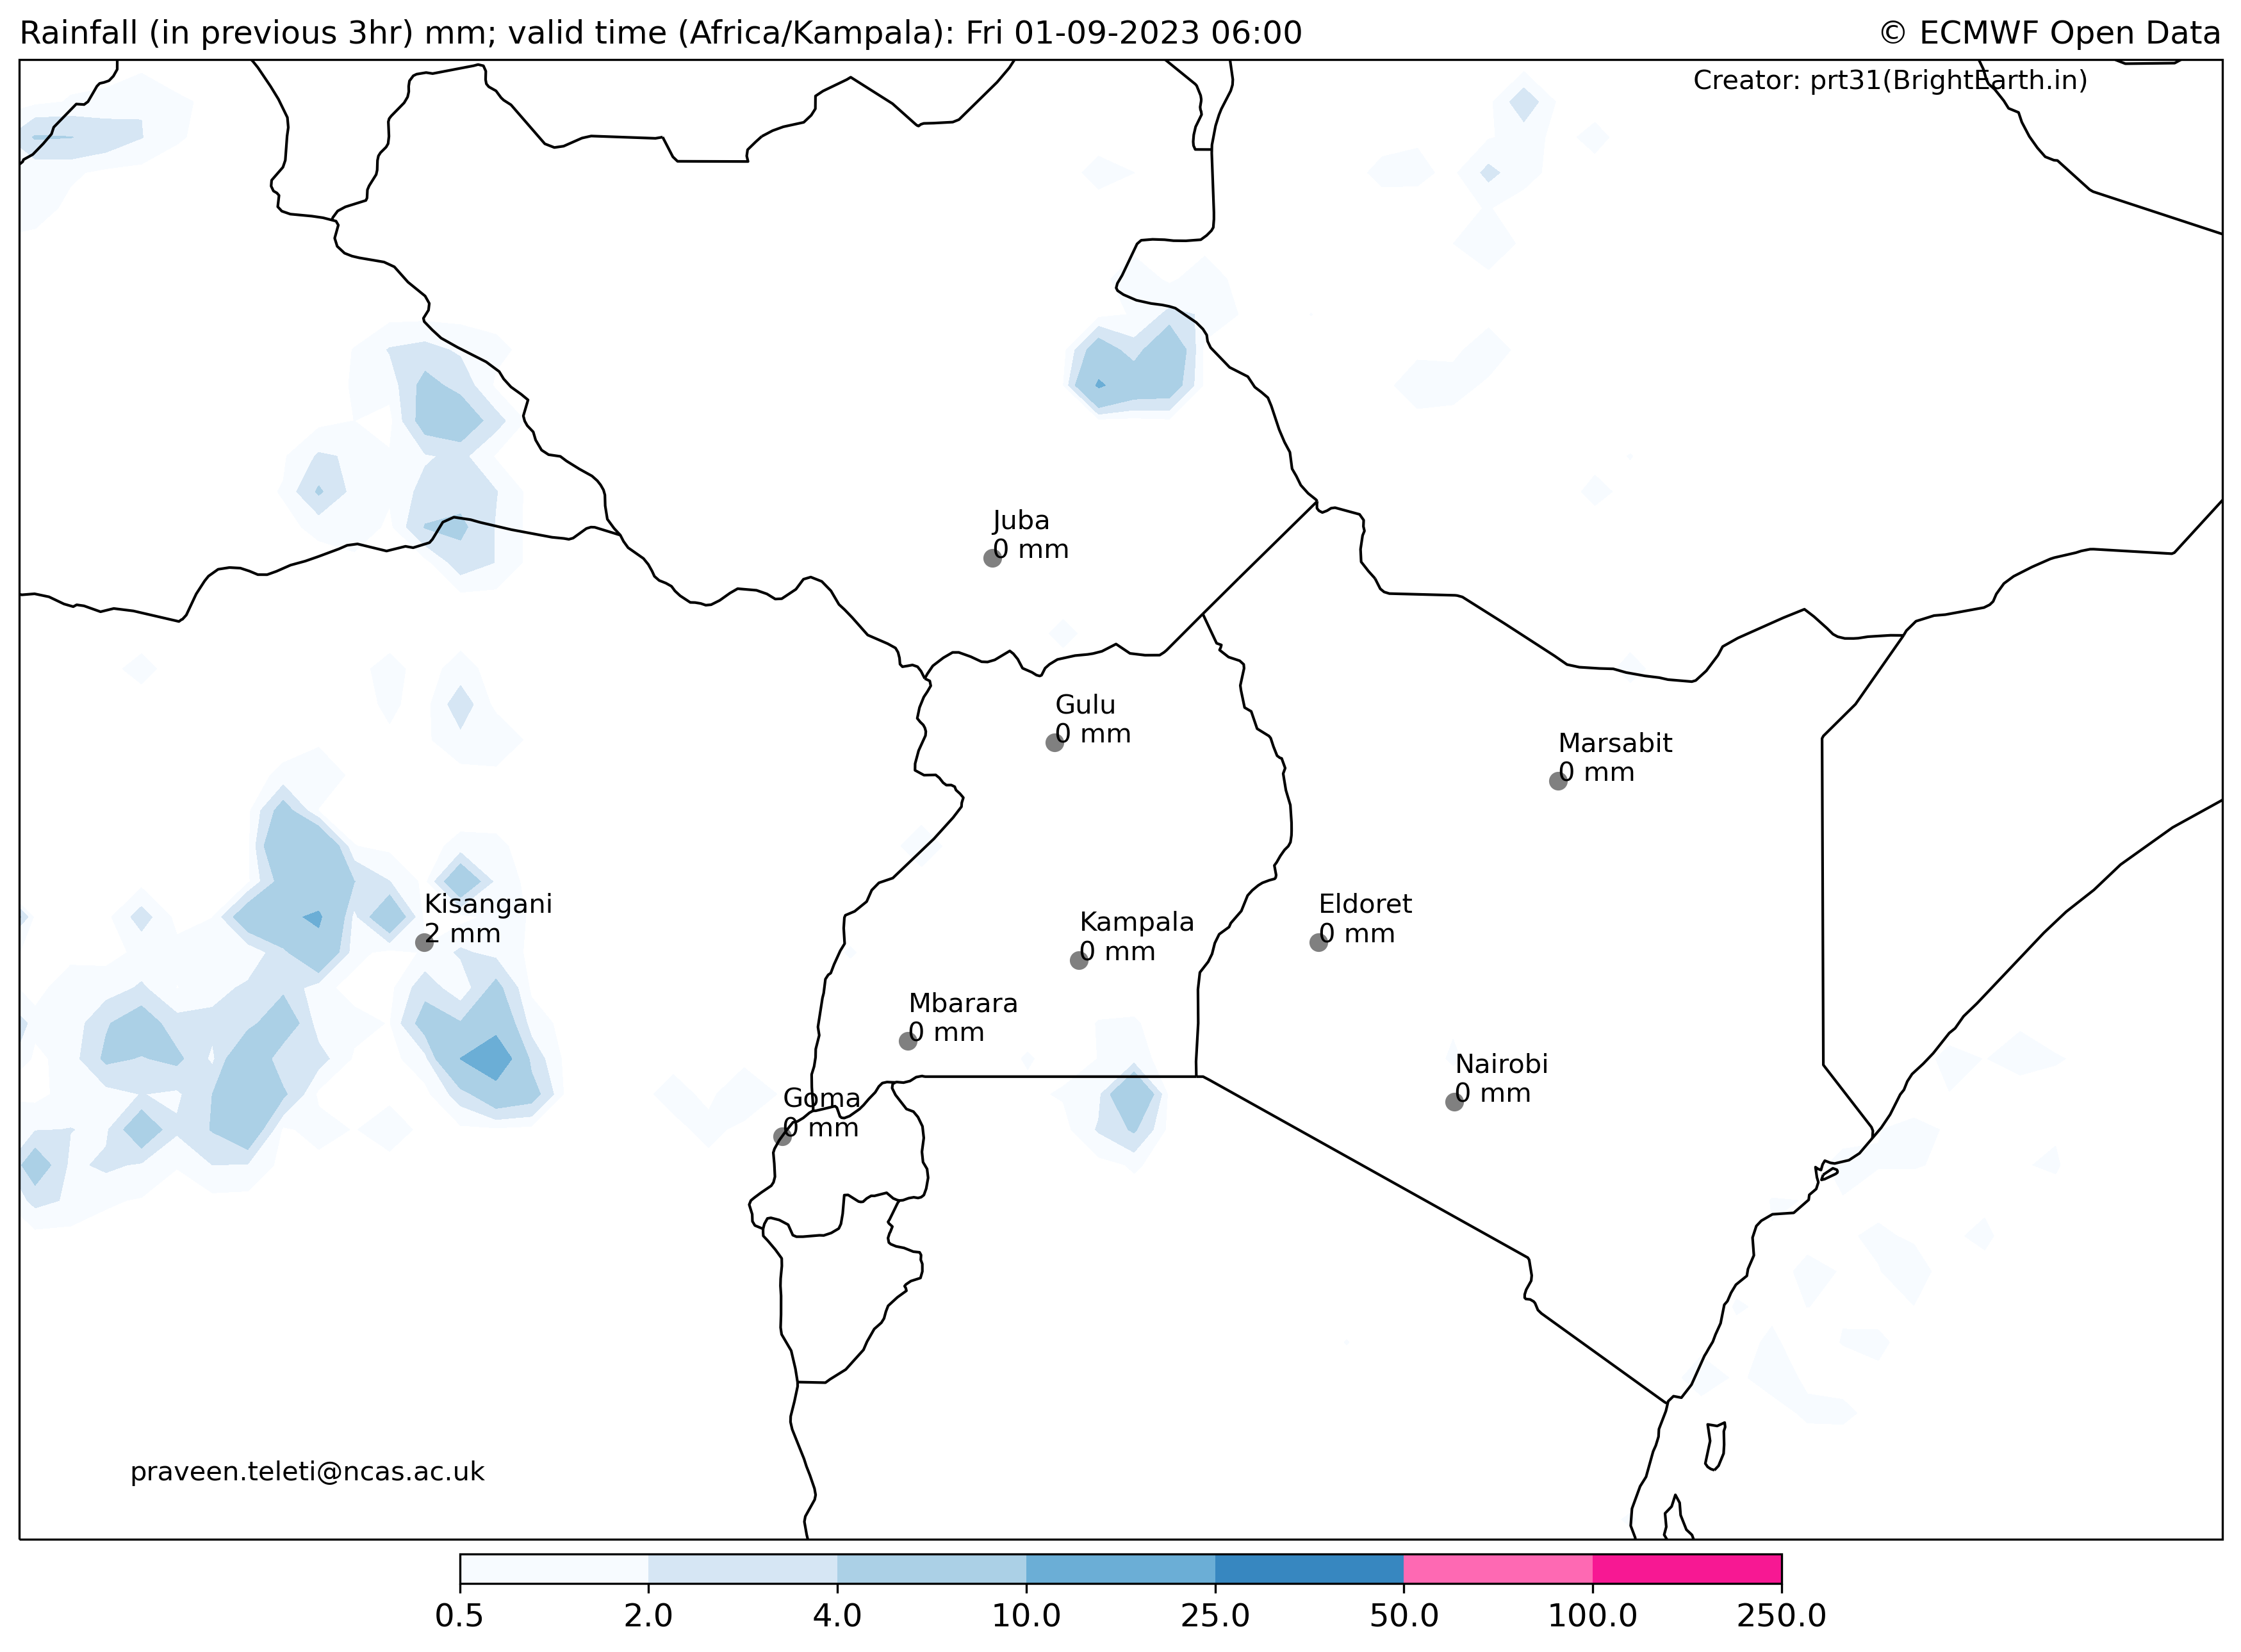 Rainfall (in previous 3hr) mm; valid time (Africa/Kampala): Fri 01-09-2023 06:00
© ECMWF Open Data
Creator: prt31(BrightEarth.in)
Juba
0 mm
Gulu
0 mm
Marsabit
0 mm
Kisangani
2 mm
Kampala
0 mm
Eldoret
0 mm
Mbarara
0 mm
Nairobi
0 mm
Goma
0 mm
praveen.teleti@ncas.ac.uk
0.5 2.0 4.0 10.0 25.0 50.0 100.0 250.0